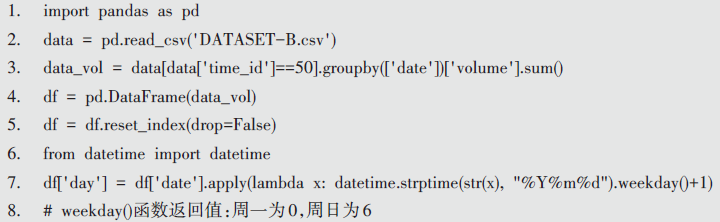 1. import pandas as pd
2. data = pd.read_csv('DATASET-B.csv')
3. data_vol = data[data['time_id']==50].groupby(['date'])['volume'].sum()
4. df = pd.DataFrame(data_vol)
5. df = df.reset_index(drop=False)
6. from datetime import datetime
7. df['day'] = df['date'].apply(lambda x: datetime.strptime(str(x), "%Y%m%d").weekday()+1)
8. # weekday()函数返回值:周一为0,周日为6